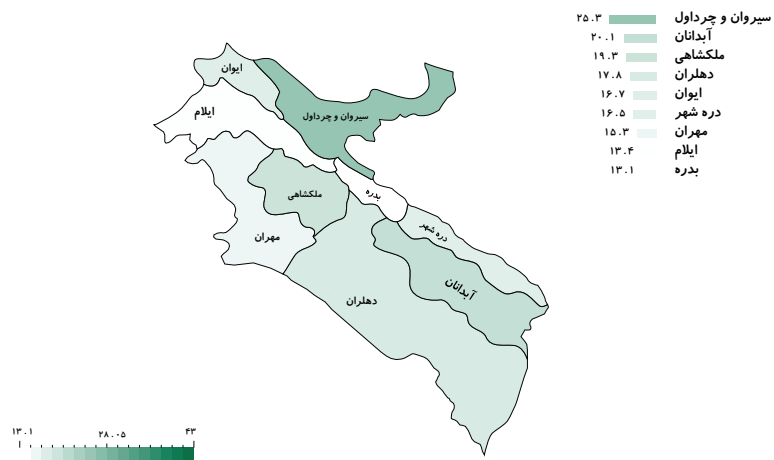 سیروان و چرداول ۲۵.۳
آبدانان ۲۰.۱
ملکشاهی ۱۹.۳
دهلران ۱۷.۸
ایوان ۱۶.۷
دره شهر ۱۶.۵
مهران ۱۵.۳
ایلام ۱۳.۴
بدره ۱۳.۱
ایوان
ایلام
سیروان و چرداول
ملکشاهی
بدره
مهران
دره شهر
آبدانان
دهلران
۱۳.۱ ۲۸.۰۵ ۴۳